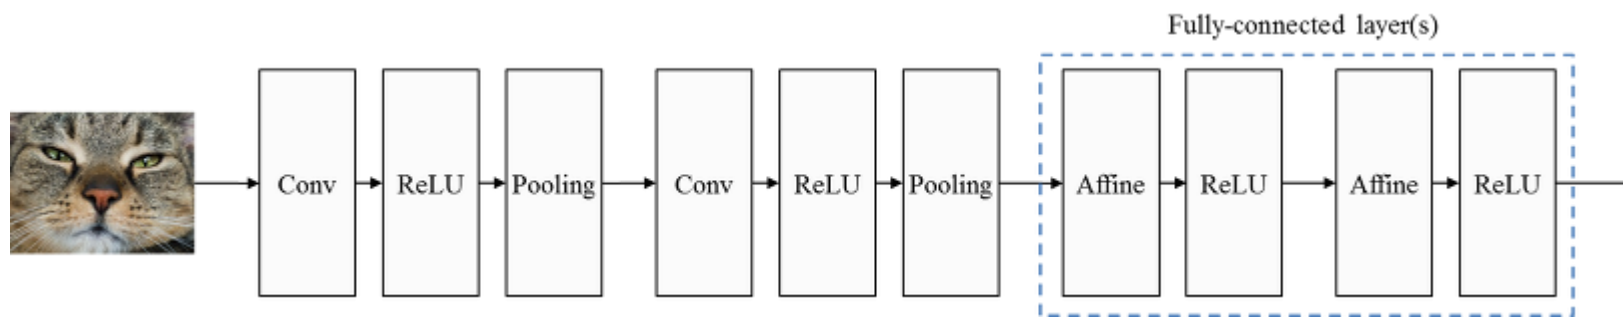 Fully-connected layer(s)
Conv
ReLU
Pooling
Conv
ReLU
Pooling
Affine
ReLU
Affine
ReLU